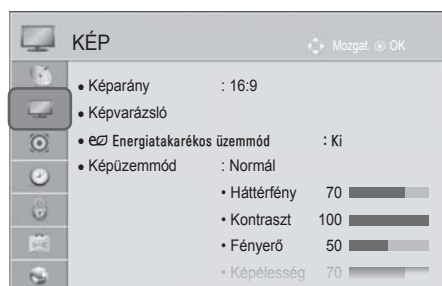 KÉP
Mozgat. OK
• Képarány : 16:9
• Képvarázsló
• Energiatakarékos üzemmód : Ki
• Képüzemmód : Normál
• Háttérfény 70
• Kontraszt 100
• Fényerő 50
• Képélesség 70